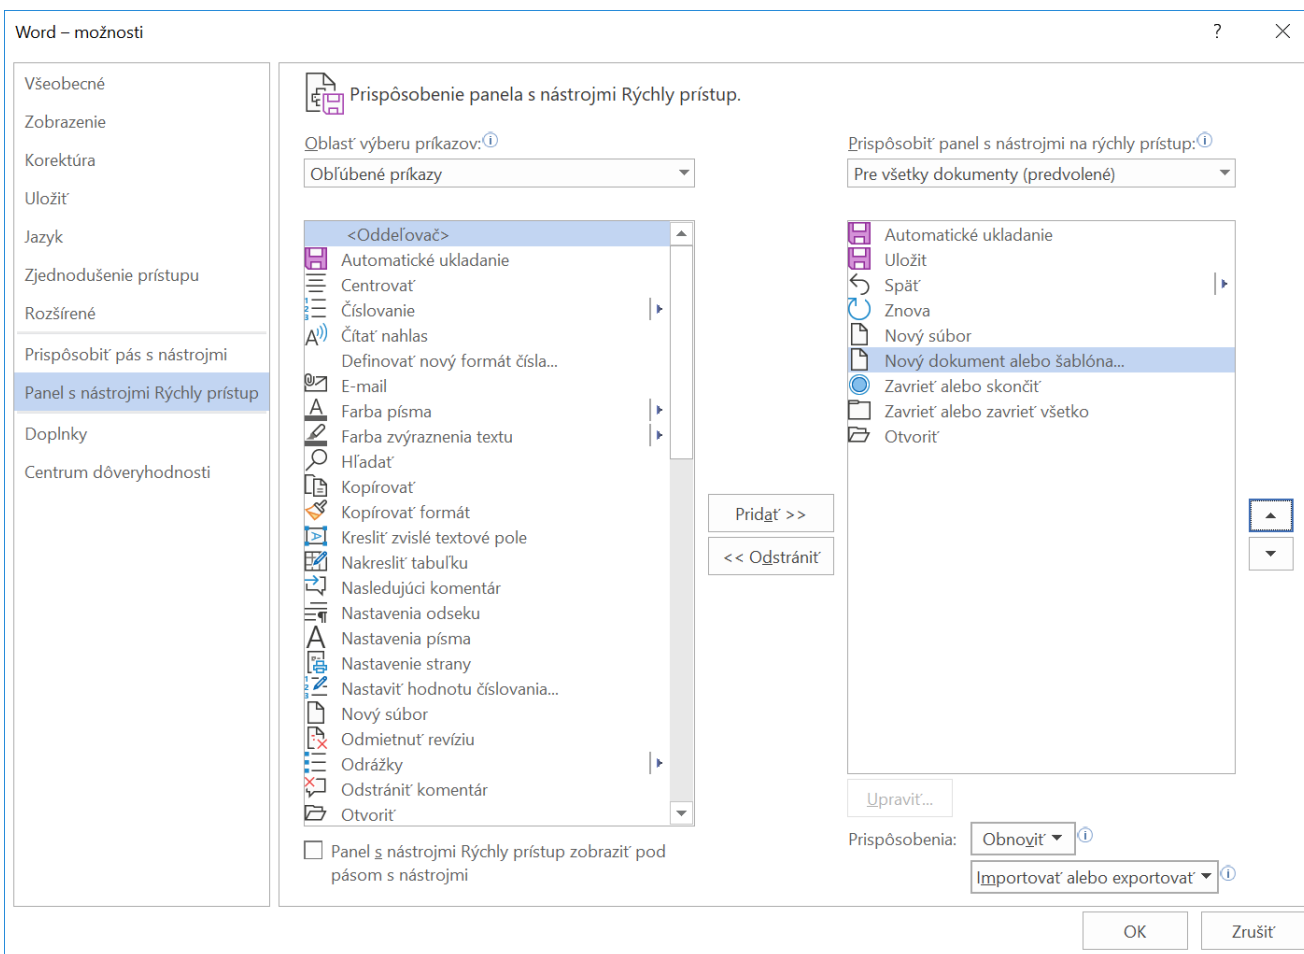 Word – možnosti
?
Všeobecné
Zobrazenie
Korektúra
Uložiť
Jazyk
Zjednodušenie prístupu
Rozšírené
Prispôsobiť pás s nástrojmi
Panel s nástrojmi Rýchly prístup
Doplnky
Centrum dôveryhodnosti
Prispôsobenie panela s nástrojmi Rýchly prístup.
Oblasť výberu príkazov:
Obľúbené príkazy
<Oddeľovač>
Automatické ukladanie
Centrovať
Číslovanie
Čítať nahlas
Definovať nový formát čísla...
E-mail
Farba písma
Farba zvýraznenia textu
Hľadať
Kopírovať
Kopírovať formát
Kresliť zvislé textové pole
Nakresliť tabuľku
Nasledujúci komentár
Nastavenia odseku
Nastavenia písma
Nastavenie strany
Nastaviť hodnotu číslovania...
Nový súbor
Odmietnuť revíziu
Odrážky
Odstrániť komentár
Otvoriť
Panel s nástrojmi Rýchly prístup zobraziť pod
pásom s nástrojmi
Pridať >>
<< Odstrániť
Prispôsobiť panel s nástrojmi na rýchly prístup:
Pre všetky dokumenty (predvolené)
Automatické ukladanie
Uložit
Späť
Znova
Nový súbor
Nový dokument alebo šablóna...
Zavrieť alebo skončiť
Zavrieť alebo zavrieť všetko
Otvoriť
Upraviť...
Prispôsobenia:
Obnoviť
Importovať alebo exportovať
OK
Zrušiť